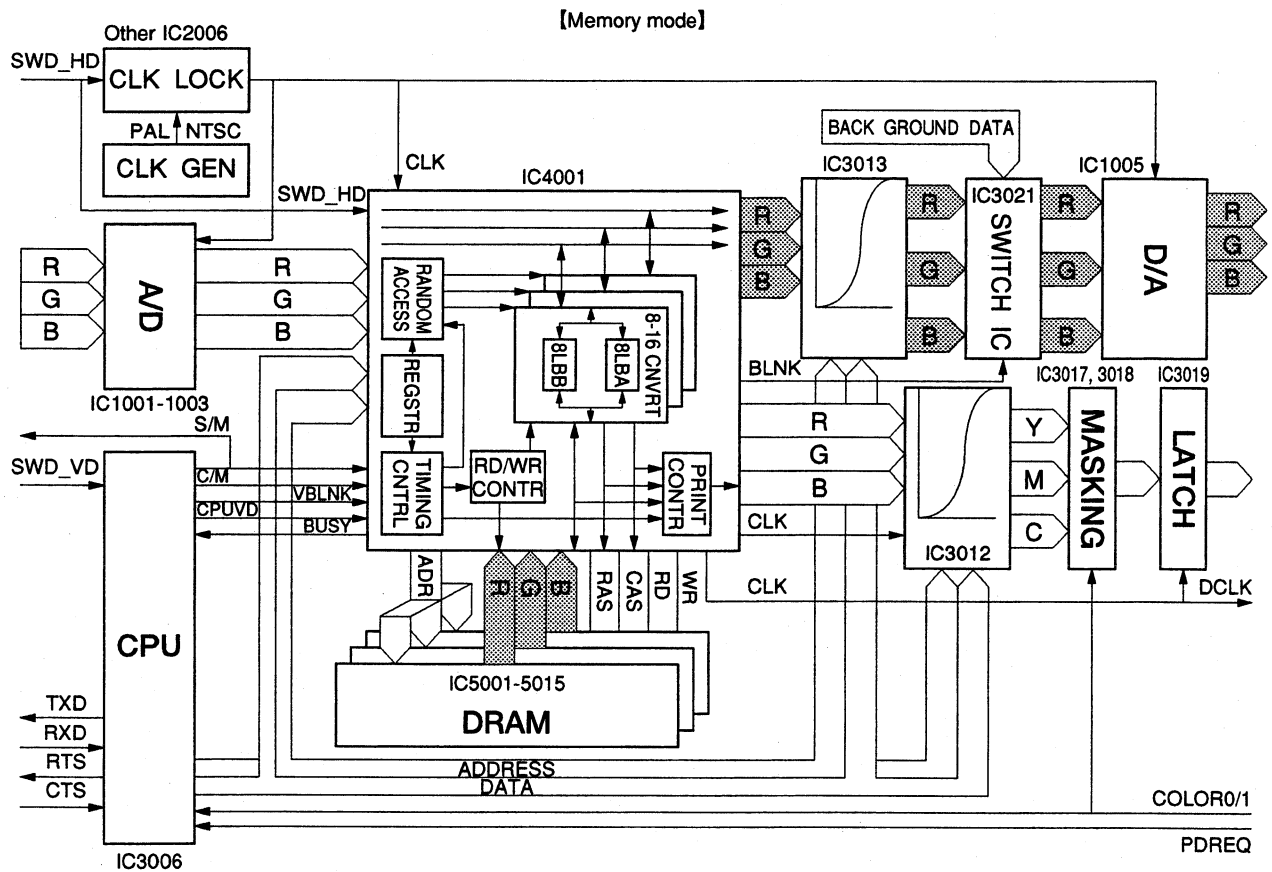 【Memory mode】
Other IC2006
SWD_HD
CLK LOCK
PAL NTSC
CLK GEN
CLK
SWD_HD
IC4001
BACK GROUND DATA
IC3013
IC1005
IC3021
SWITCH IC
D/A
R
G
B
R
G
B
R
G
B
R
G
B
R
G
B
A/D
R
G
B
IC1001-1003
RANDOM ACCESS
REGSTR
TIMING CNTRL
RD/WR CONTR
8-16 CNVRT
8LBB
8LBA
PRINT CONTR
BLNK
R
G
B
CLK
IC3012
Y
M
C
IC3017, 3018
MASKING
IC3019
LATCH
S/M
SWD_VD
C/M
VBLNK
CPUVD
BUSY
CPU
ADR
R
G
B
RAS
CAS
RD
WR
CLK
DCLK
IC5001-5015
DRAM
TXD
RXD
RTS
CTS
ADDRESS
DATA
COLOR0/1
PDREQ
IC3006